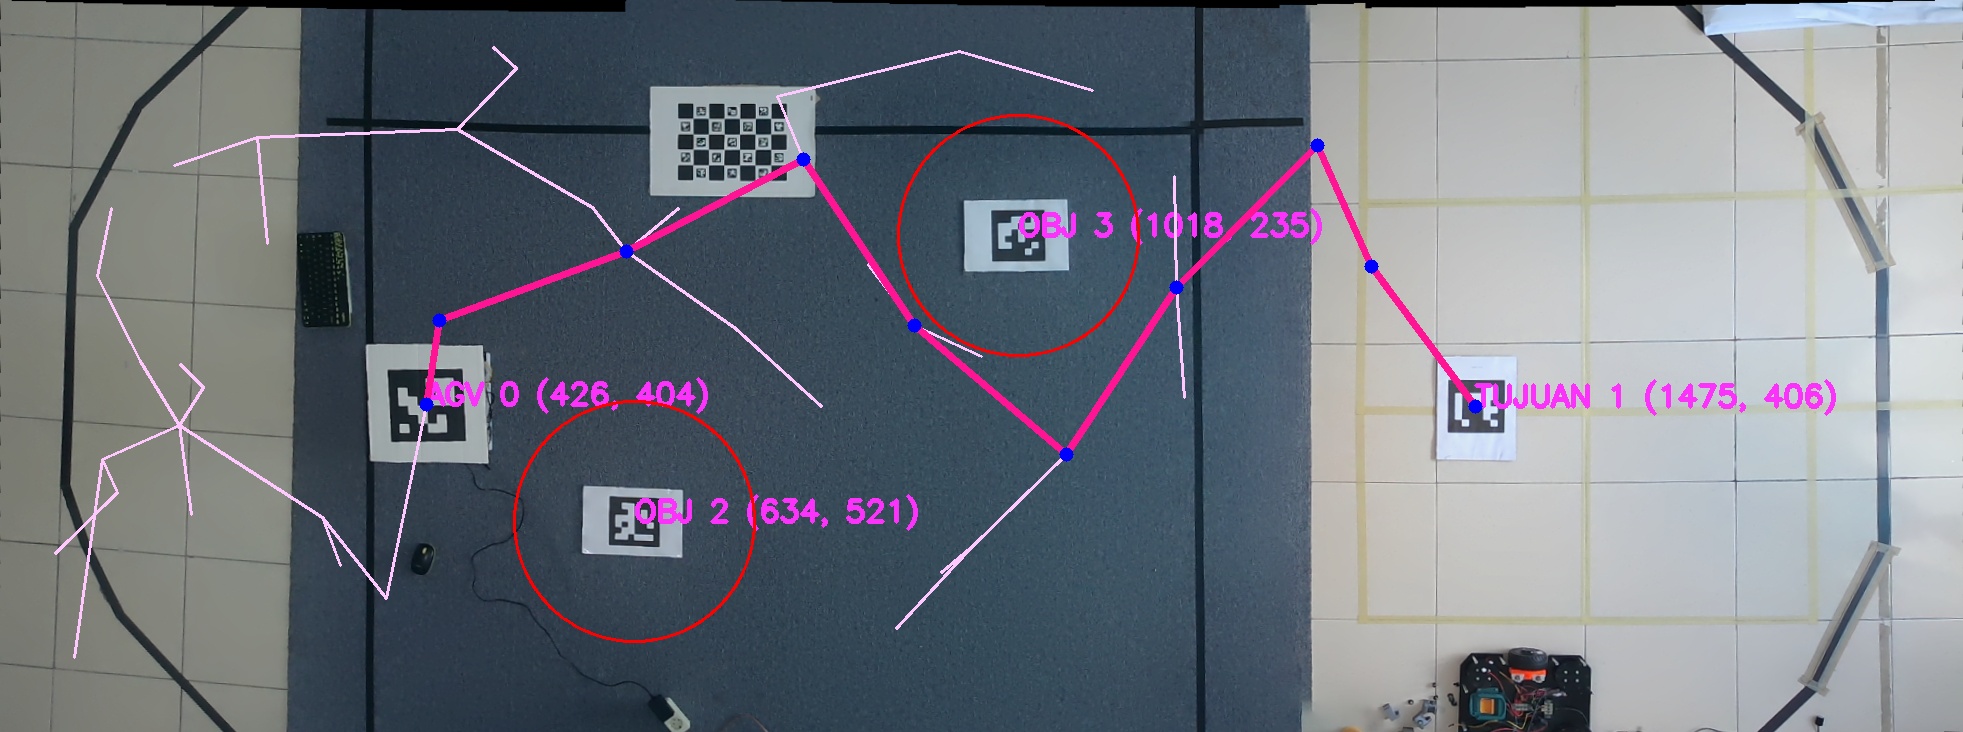 OBJ 3 (1018, 235)
AGV 0 (426, 404)
TUJUAN 1 (1475, 406)
OBJ 2 (634, 521)